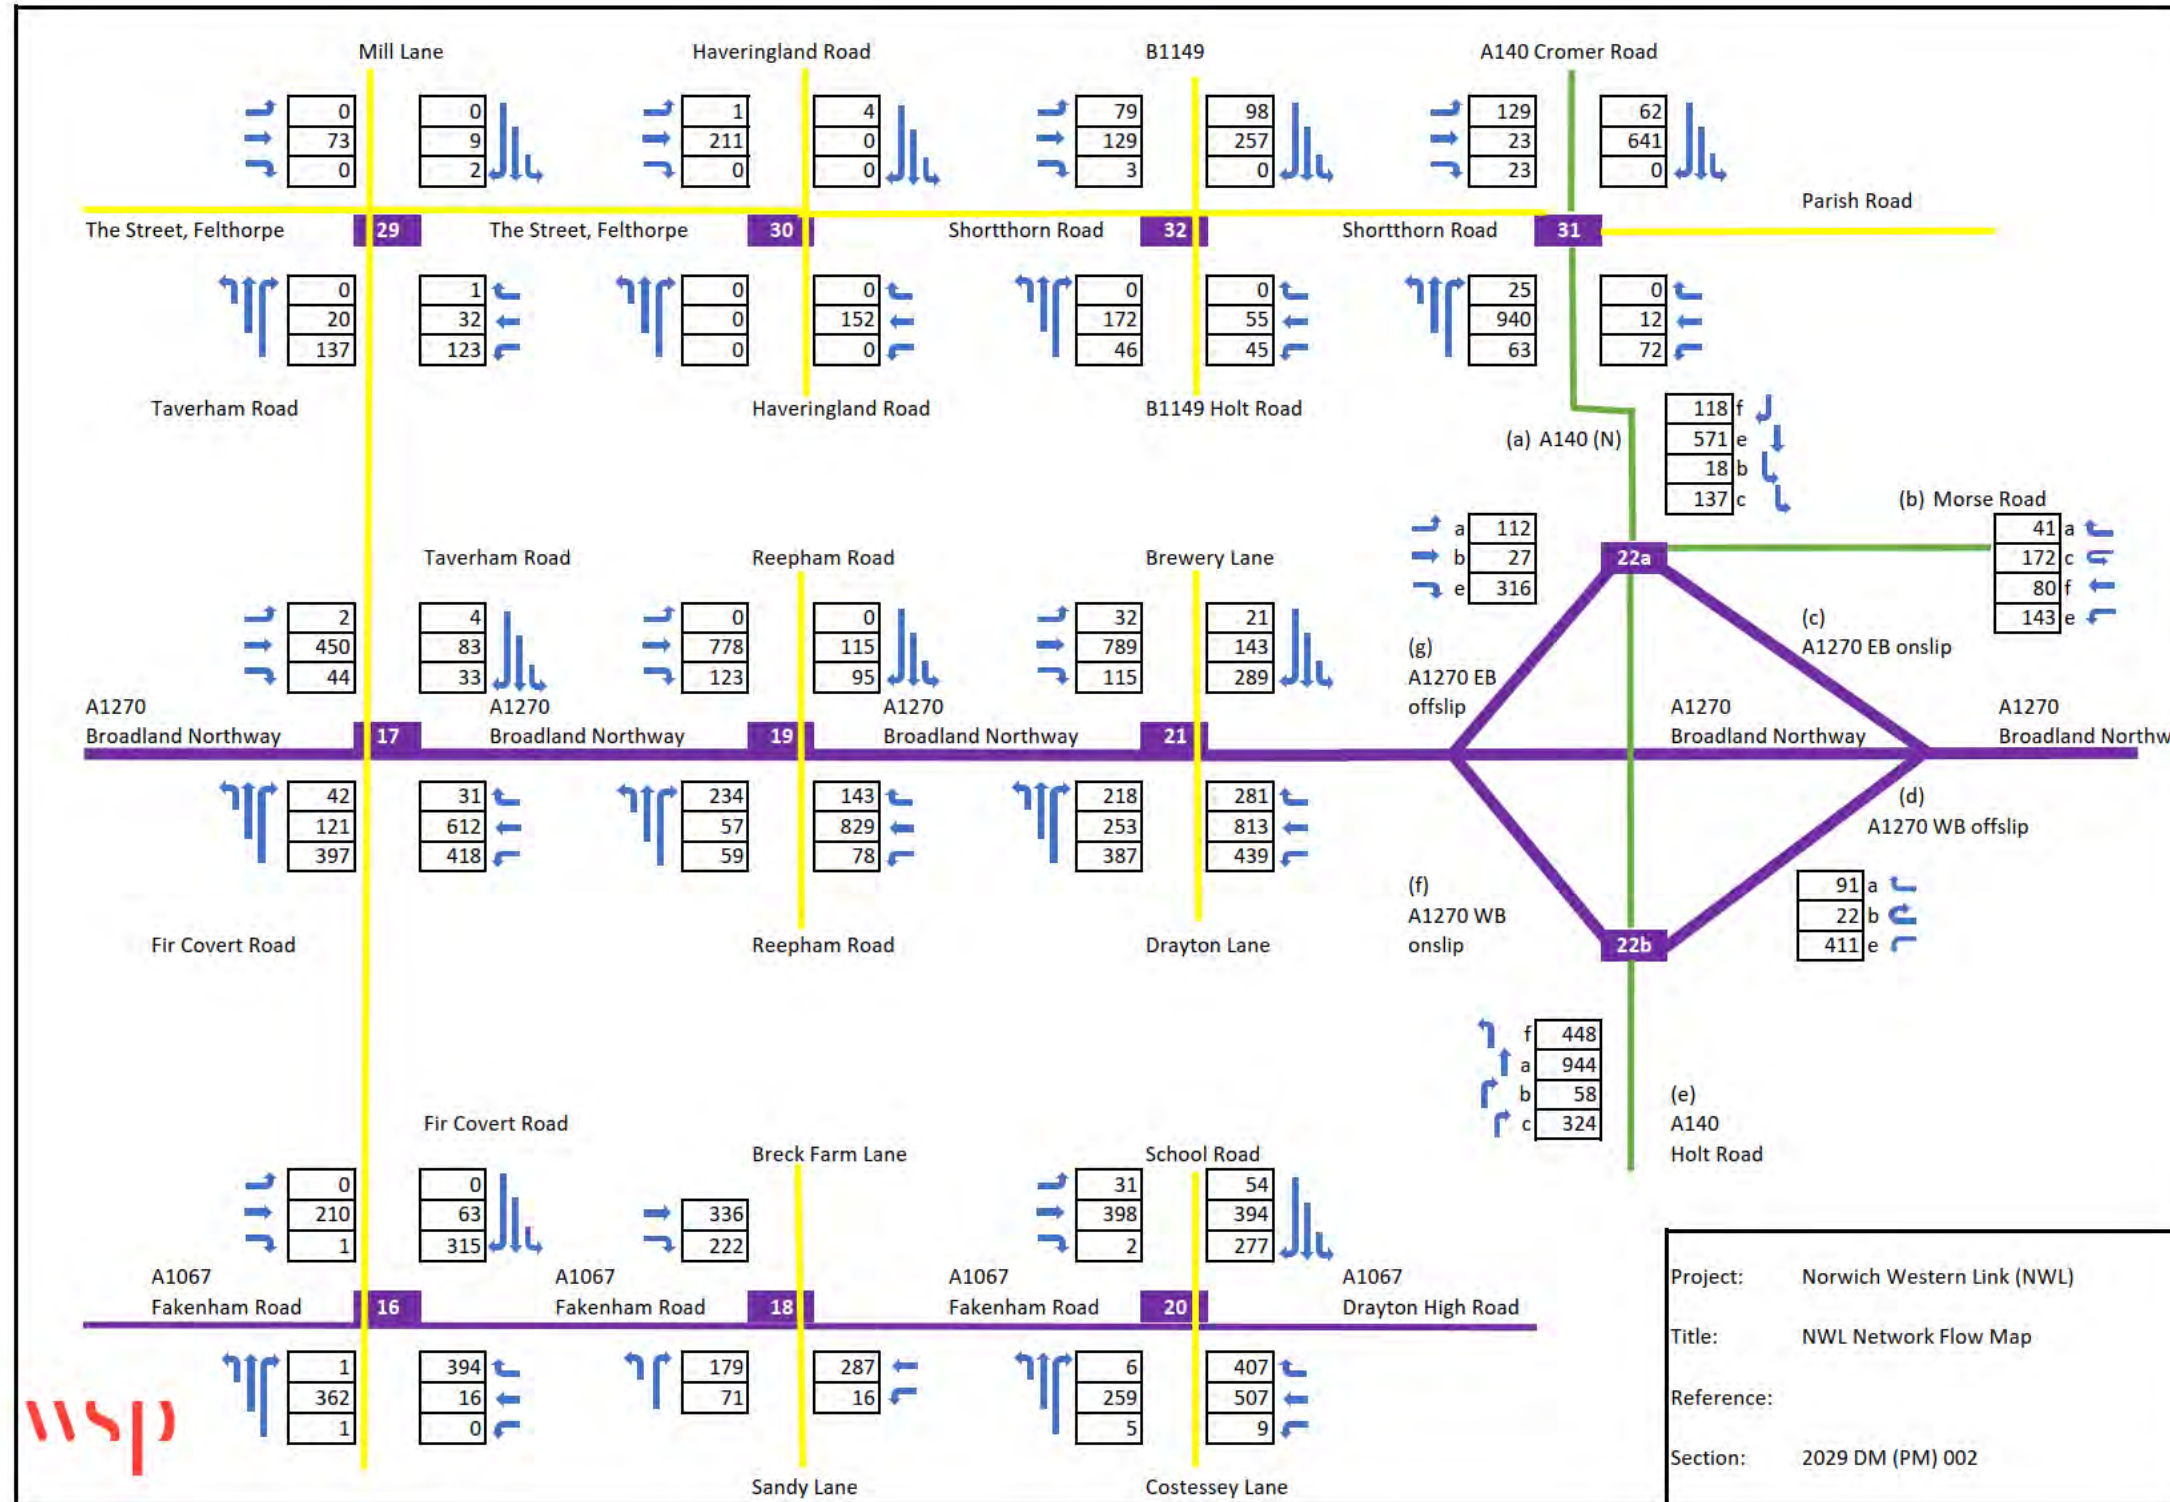 Mill Lane Haveringland Road B1149 A140 Cromer Road
0 0 1 4 79 98 129 62
73 9 211 0 129 257 23 641
0 2 0 0 3 0 23 0
Parish Road
The Street, Felthorpe 29 The Street, Felthorpe 30 Shortthorn Road 32 Shortthorn Road 31
0 1 0 0 0 0 25 0
20 32 0 152 172 55 940 12
137 123 0 0 46 45 63 72
Taverham Road Haveringland Road B1149 Holt Road
118 f
(a) A140 (N) 571 e
18 b
137 c
(b) Morse Road
a 112 41 a
b 27 22a 172 c
e 316 80 f
143 e
Taverham Road Reepham Road Brewery Lane
2 4 0 0 32 21
450 83 778 115 789 143
44 33 123 95 115 289
(c)
A1270 EB onslip
(g)
A1270 EB
offslip
A1270 A1270 A1270 A1270 A1270
Broadland Northway 17 Broadland Northway 19 Broadland Northway 21 Broadland Northway Broadland Northw
42 31 234 143 218 281
121 612 57 829 253 813
397 418 59 78 387 439
(d)
A1270 WB offslip
(f)
A1270 WB
onslip
91 a
22 b
411 e
Fir Covert Road Reepham Road Drayton Lane 22b
f 448
a 944
b 58
c 324
(e)
A140
Holt Road
Fir Covert Road Breck Farm Lane School Road
0 0 31 54
210 63 336 398 394
1 315 222 2 277
A1067 A1067 A1067 A1067
Fakenham Road 16 Fakenham Road 18 Fakenham Road 20 Drayton High Road
1 394 179 287 6 407
362 16 71 16 259 507
1 0 5 9
Sandy Lane Costessey Lane
wsp
Project: Norwich Western Link (NWL)
Title: NWL Network Flow Map
Reference:
Section: 2029 DM (PM) 002